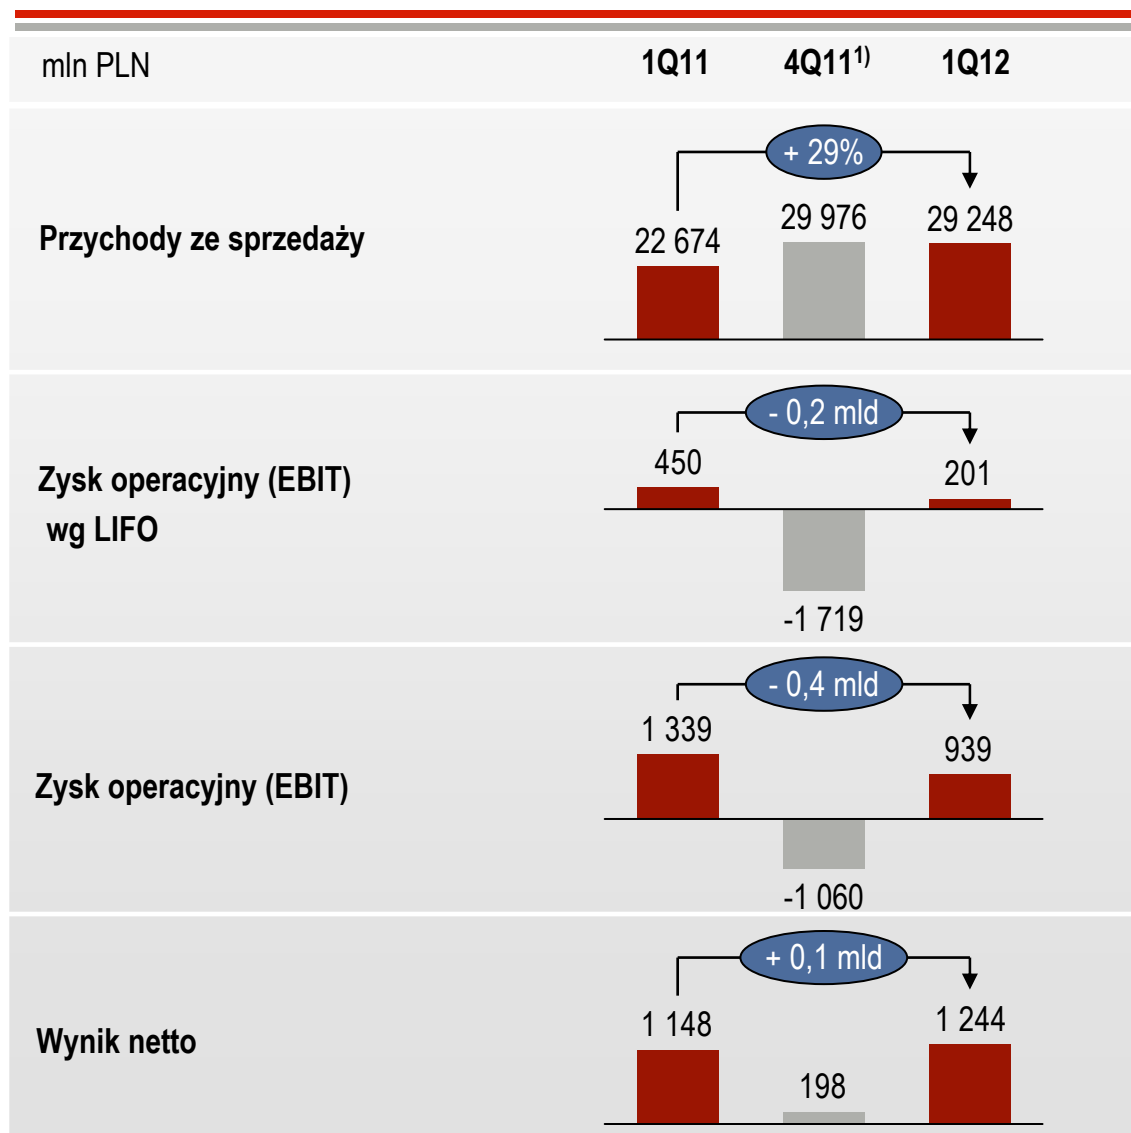 mln PLN 1Q11 4Q11¹⁾ 1Q12
+ 29%
Przychody ze sprzedaży
22 674 29 976 29 248
- 0,2 mld
Zysk operacyjny (EBIT)
wg LIFO
450 201
-1 719
- 0,4 mld
Zysk operacyjny (EBIT)
1 339 939
-1 060
+ 0,1 mld
Wynik netto
1 148 198 1 244